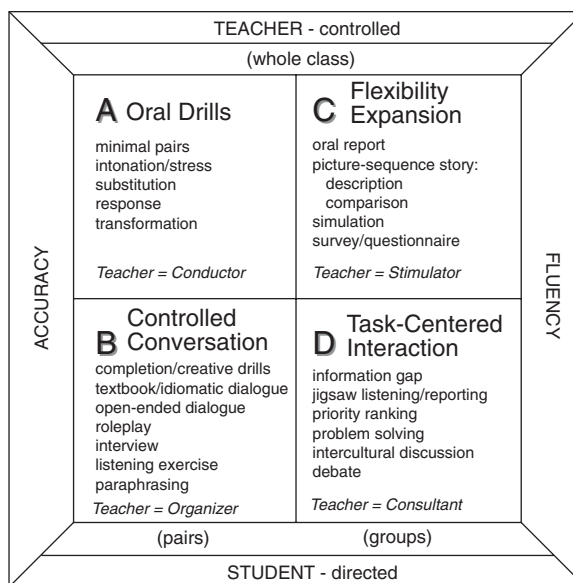 TEACHER - controlled
(whole class)
ACCURACY
A Oral Drills
minimal pairs
intonation/stress
substitution
response
transformation
Teacher = Conductor
C Flexibility
Expansion
oral report
picture-sequence story:
description
comparison
simulation
survey/questionnaire
Teacher = Stimulator
FLUENCY
B Controlled
Conversation
completion/creative drills
textbook/idiomatic dialogue
open-ended dialogue
roleplay
interview
listening exercise
paraphrasing
Teacher = Organizer
D Task-Centered
Interaction
information gap
jigsaw listening/reporting
priority ranking
problem solving
intercultural discussion
debate
Teacher = Consultant
(pairs)
(groups)
STUDENT - directed